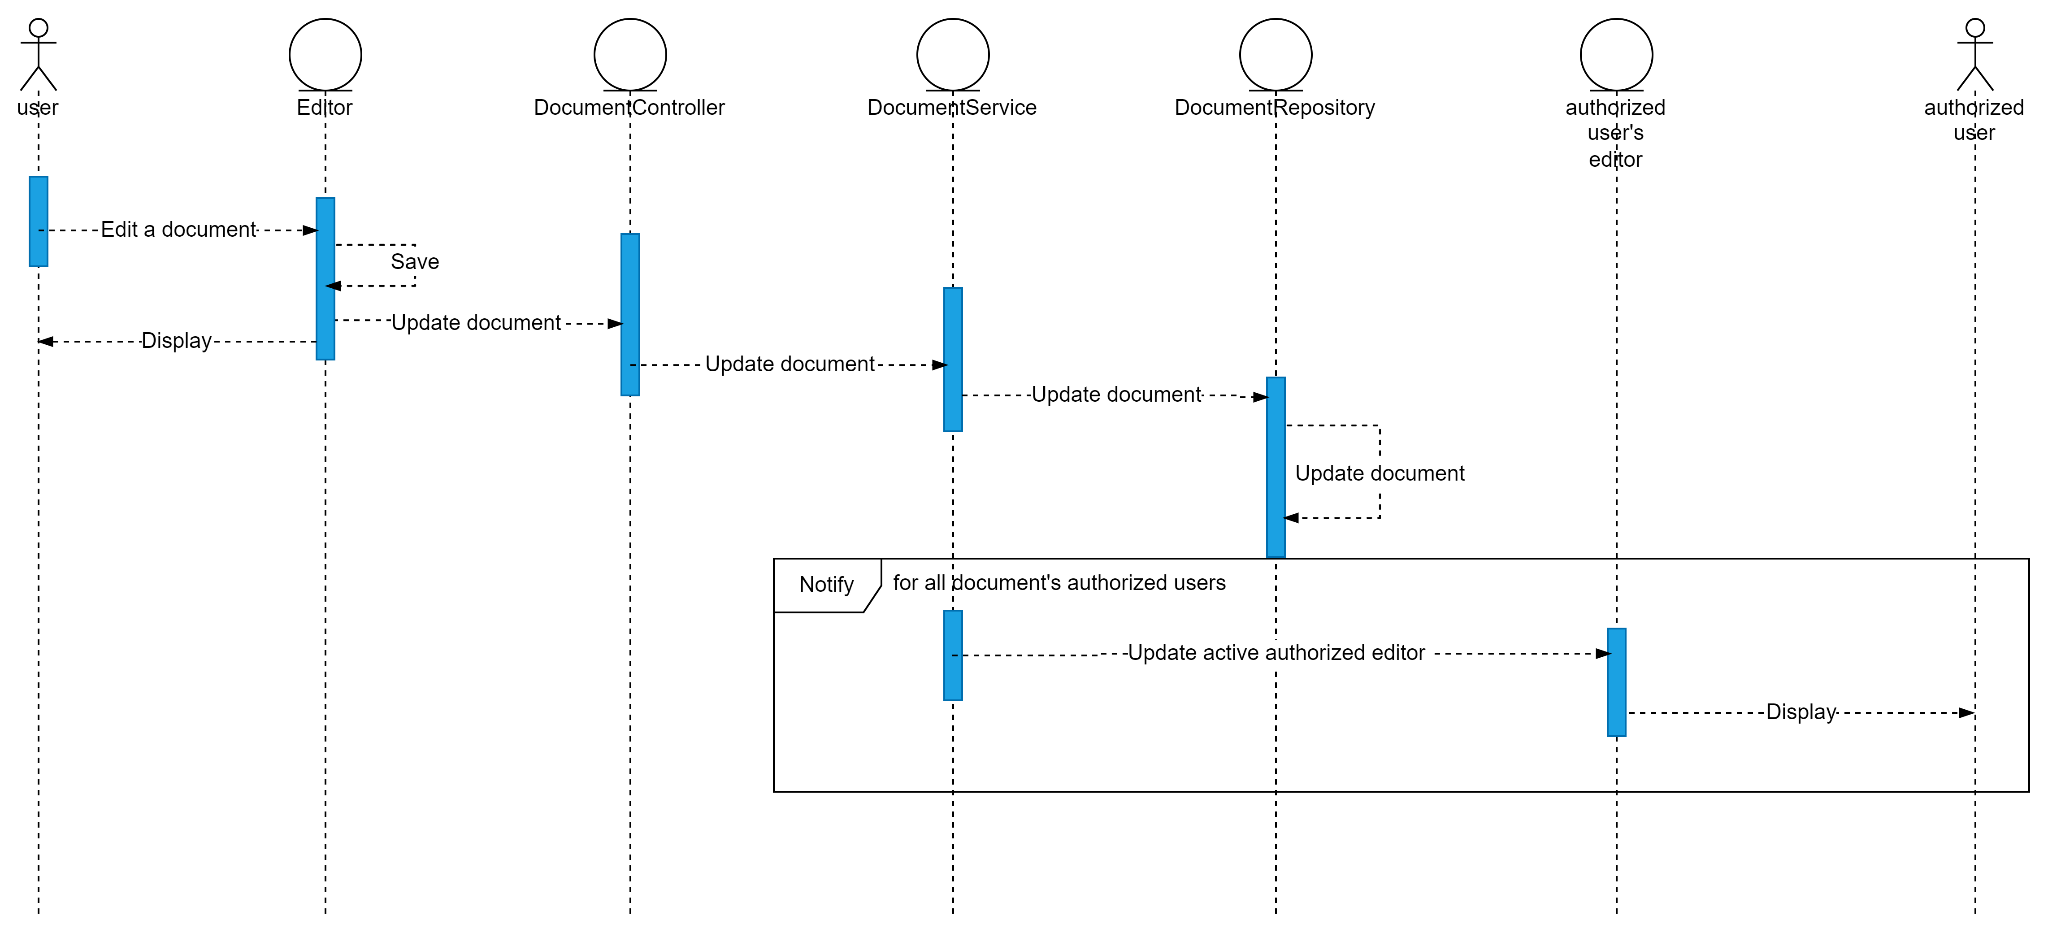 user
Editor
DocumentController
DocumentService
DocumentRepository
authorized
user's
editor
authorized
user
Edit a document
Save
Update document
Display
Update document
Update document
Update document
Notify
for all document's authorized users
Update active authorized editor
Display